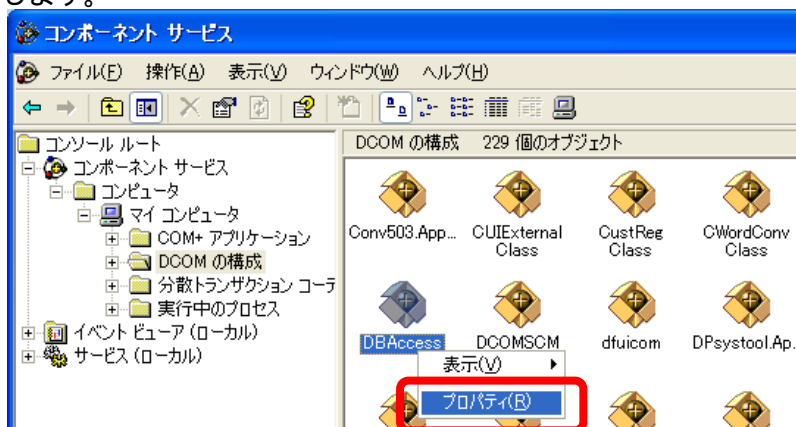 します。
コンポーネント サービス
ファイル(F) 操作(A) 表示(V) ウィンドウ(W) ヘルプ(H)
コンソール ルート
コンポーネント サービス
コンピュータ
マイ コンピュータ
COM+ アプリケーション
DCOM の構成
分散トランザクション コーデ
実行中のプロセス
イベント ビューア (ローカル)
サービス (ローカル)
DCOM の構成 229 個のオブジェクト
Conv503.App...
CUIExternal
Class
CustReg
Class
CWordConv
Class
DBAccess
DCOMSCM
dfuicom
DPsystool.Ap.
表示(V)
プロパティ(R)